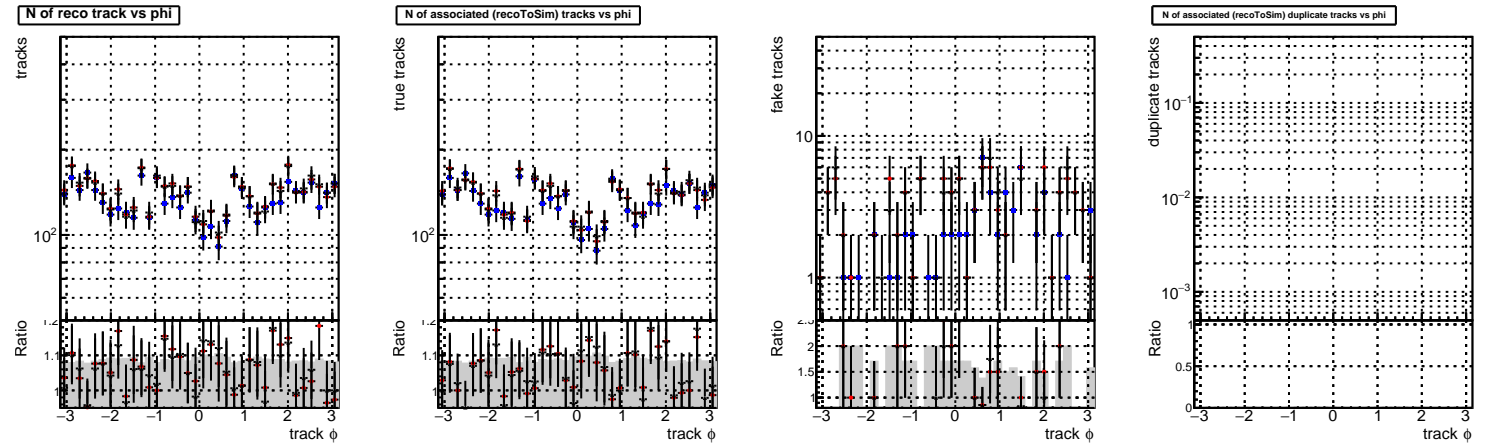 N of reco track vs phi
tracks
10²
Ratio
1.2
1.1
−3 −2 −1 0 1 2 3
track φ
N of associated (recoToSim) tracks vs phi
true tracks
10²
Ratio
1.2
1.1
−3 −2 −1 0 1 2 3
track φ
fake tracks
10
1
Ratio
2.5
2
1.5
1
−3 −2 −1 0 1 2 3
track φ
N of associated (recoToSim) duplicate tracks vs phi
duplicate tracks
10⁻¹
10⁻²
10⁻³
Ratio
1
0.5
0
−3 −2 −1 0 1 2 3
track φ